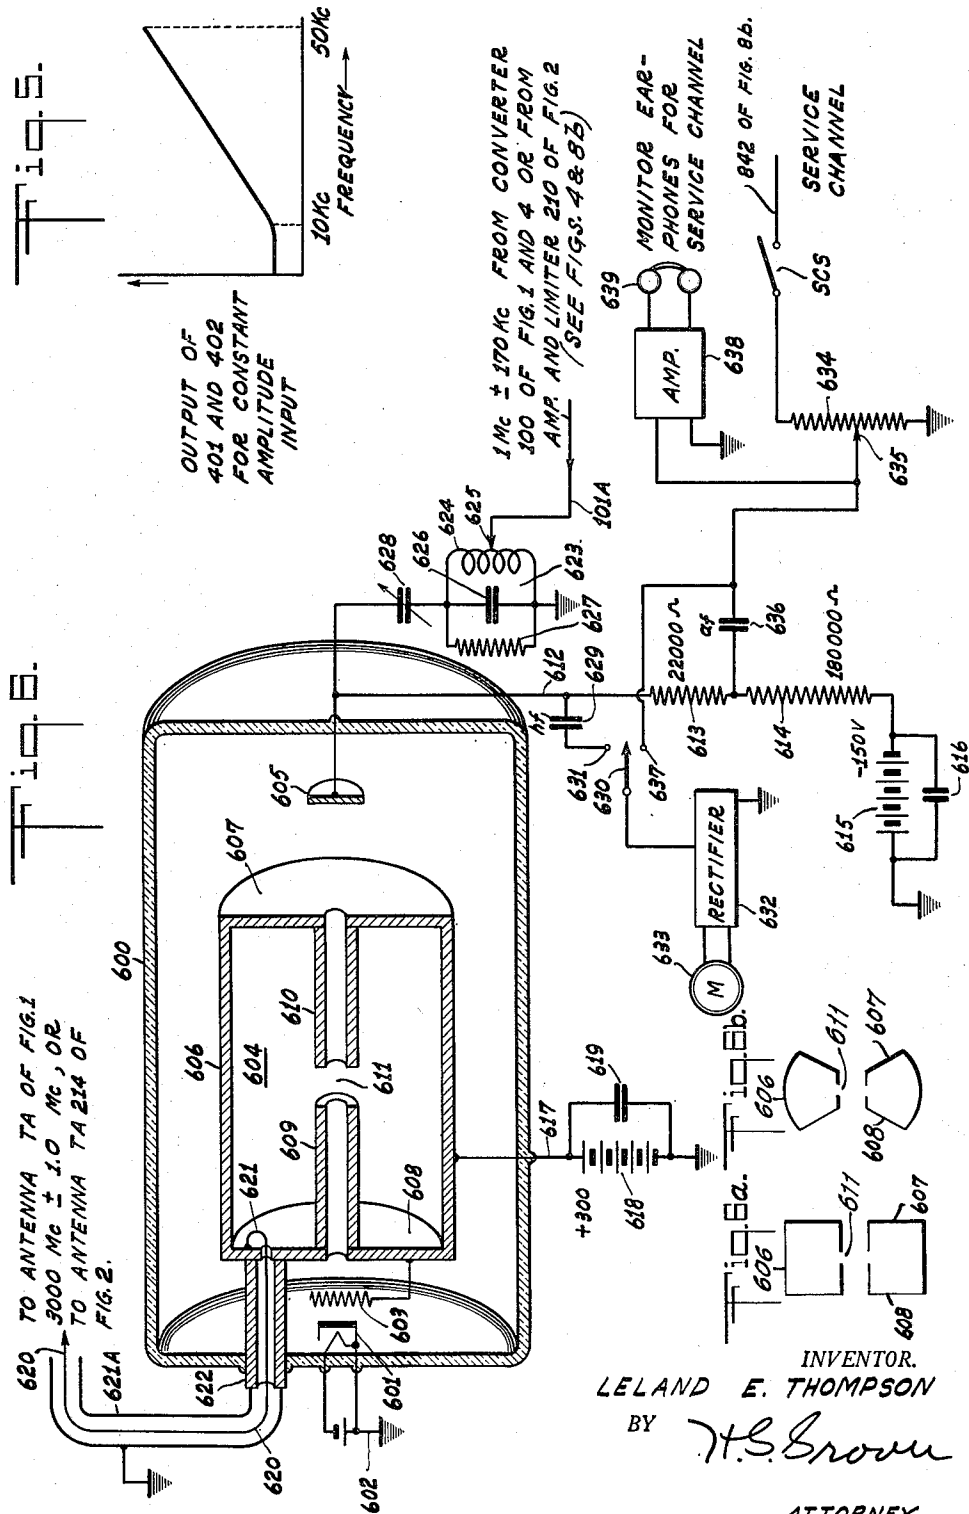 Fig. 5.
50Kc
10Kc
FREQUENCY
OUTPUT OF
401 AND 402
FOR CONSTANT
AMPLITUDE
INPUT
Fig. 6.
TO ANTENNA TA OF FIG. 1
3000 Mc ± 1.0 Mc, OR
TO ANTENNA TA 214 OF
FIG. 2.
620
621A
622
620
602
601
603
600
606
604
607
605
610
611
609
621
608
1 Mc ± 170Kc FROM CONVERTER
100 OF FIG. 1 AND 4 OR FROM
AMP. AND LIMITER 210 OF FIG. 2
(SEE FIGS. 4 & 8b)
101A
628
626
624
625
623
627
612
hf
629
631
630
637
22000 Ω
613
af
636
180000 Ω
614
-150V
615
616
RECTIFIER
632
633
M
MONITOR EAR-
PHONES FOR
SERVICE CHANNEL
639
AMP.
638
842 OF FIG. 8b.
SCS
SERVICE
CHANNEL
634
635
617
619
+300
618
Fig. 6a.
606
611
607
608
Fig. 6b.
606
611
607
608
INVENTOR.
LELAND E. THOMPSON
BY
H.S. Brown
ATTORNEY